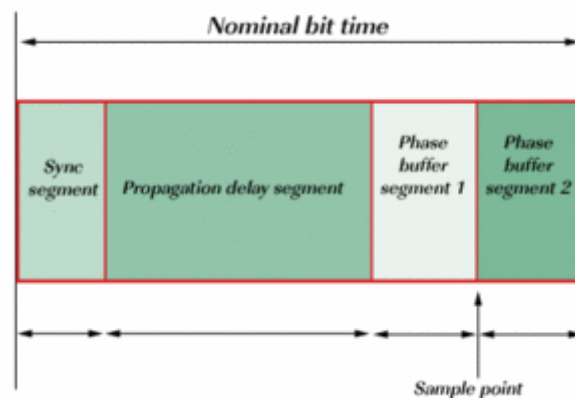 Nominal bit time
Sync
segment
Propagation delay segment
Phase
buffer
segment 1
Phase
buffer
segment 2
Sample point